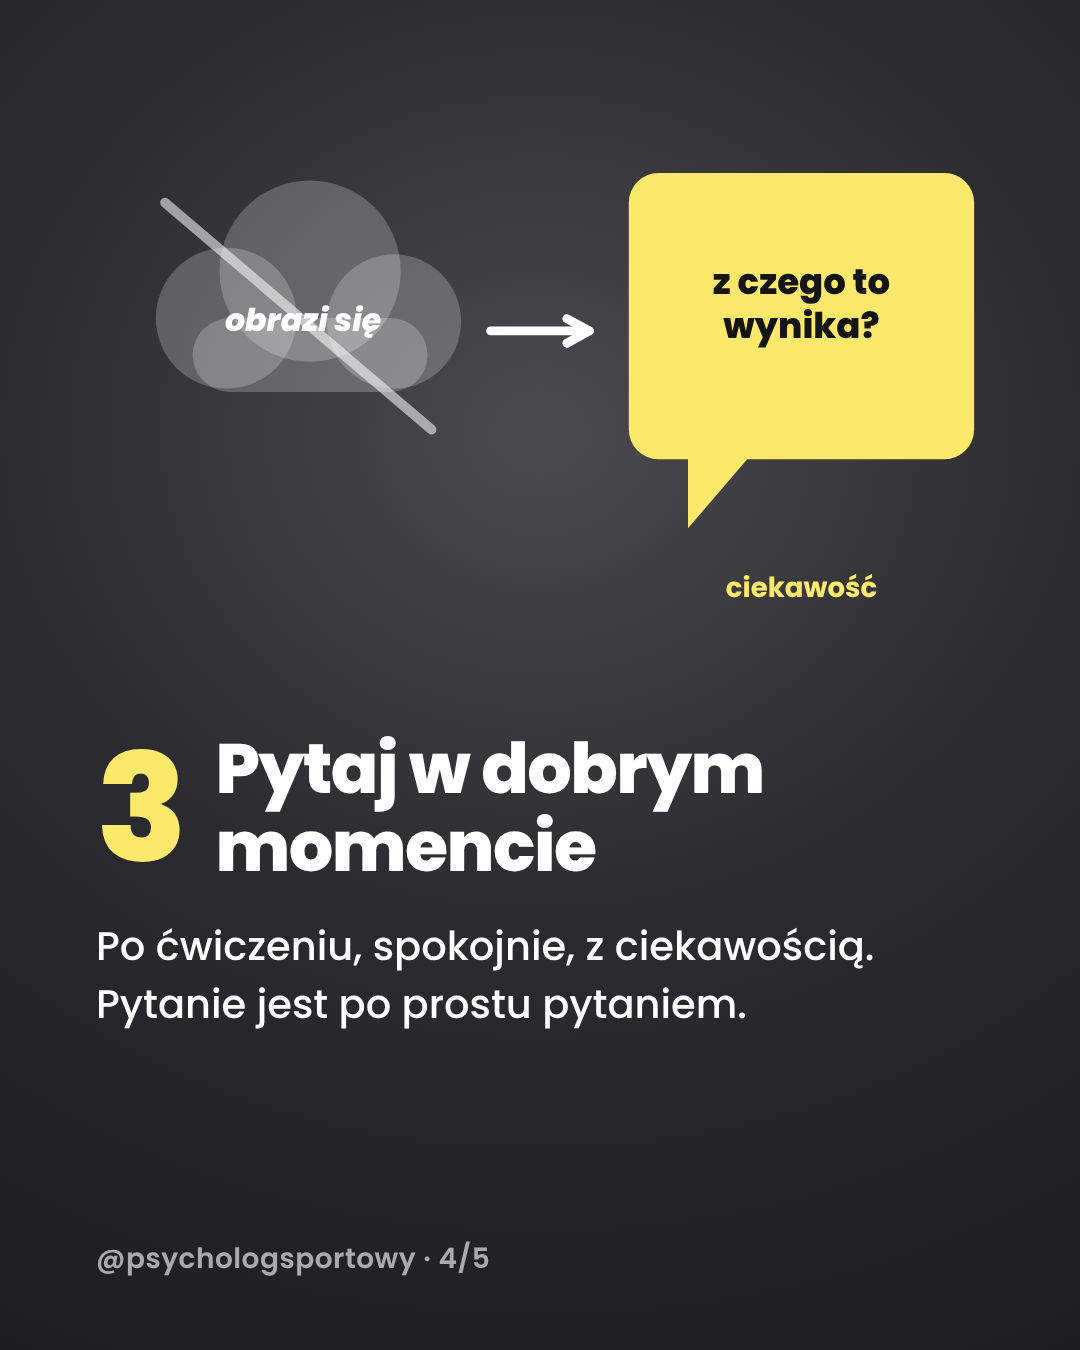 obrazi się
z czego to
wynika?
ciekawość
3
Pytaj w dobrym
momencie
Po ćwiczeniu, spokojnie, z ciekawością.
Pytanie jest po prostu pytaniem.
@psychologsportowy · 4/5